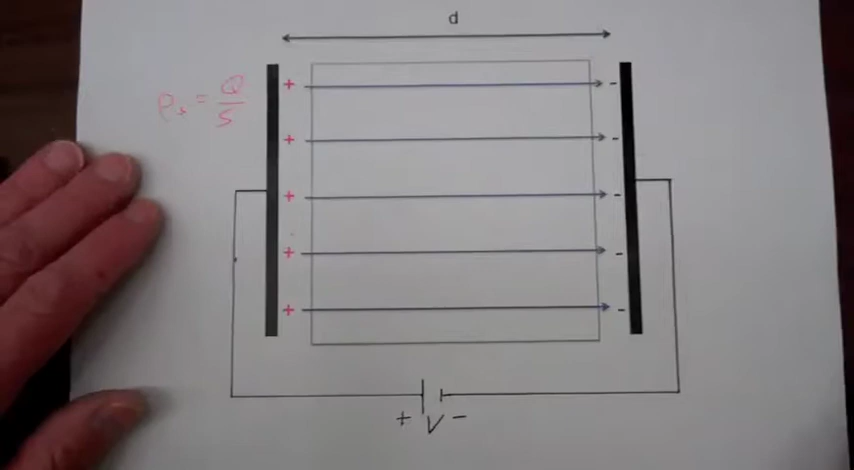 d
ρs = Q/S
+ -
+ -
+ -
+ -
+ -
+ V -